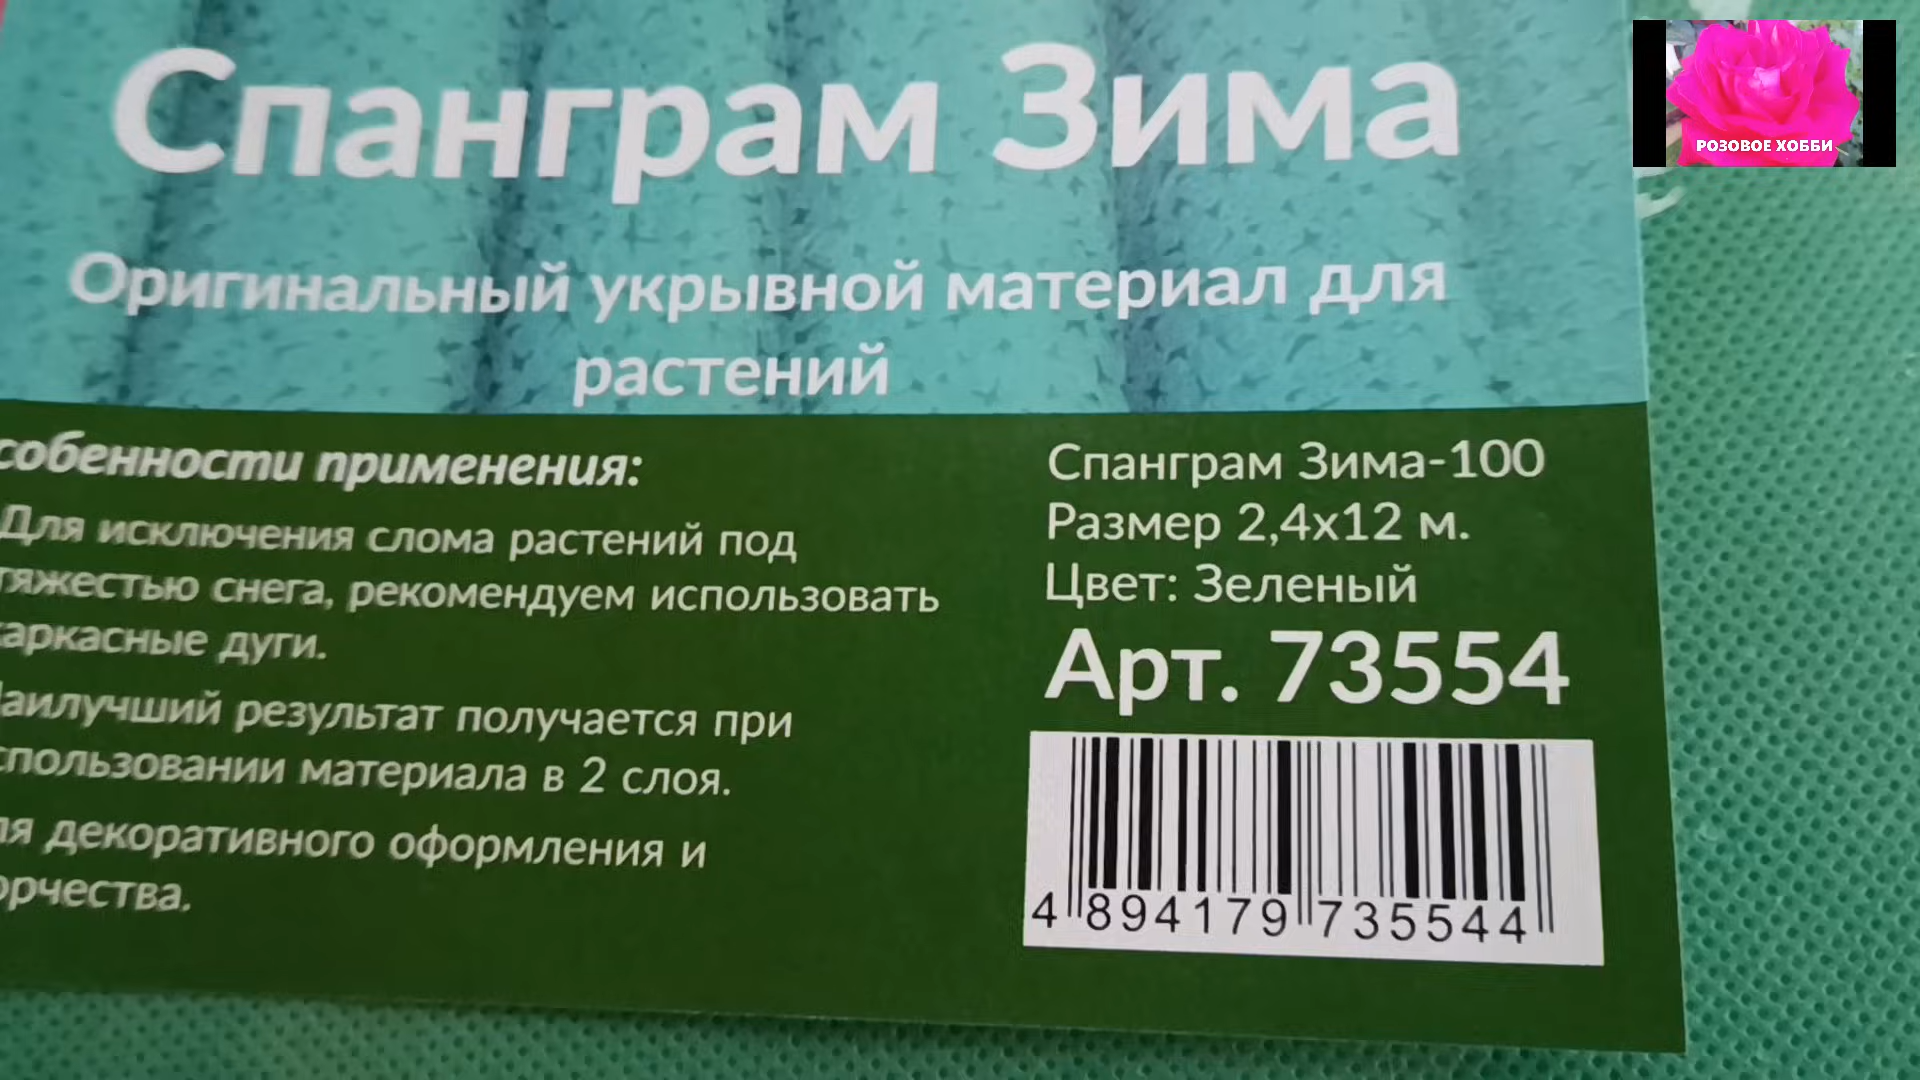 Спанграм Зима
РОЗОВОЕ ХОББИ
Оригинальный укрывной материал для
растений
собенности применения:
Для исключения слома растений под
тяжестью снега, рекомендуем использовать
каркасные дуги.
Наилучший результат получается при
спользовании материала в 2 слоя.
ля декоративного оформления и
орчества.
Спанграм Зима-100
Размер 2,4х12 м.
Цвет: Зеленый
Арт. 73554
4 894179 735544